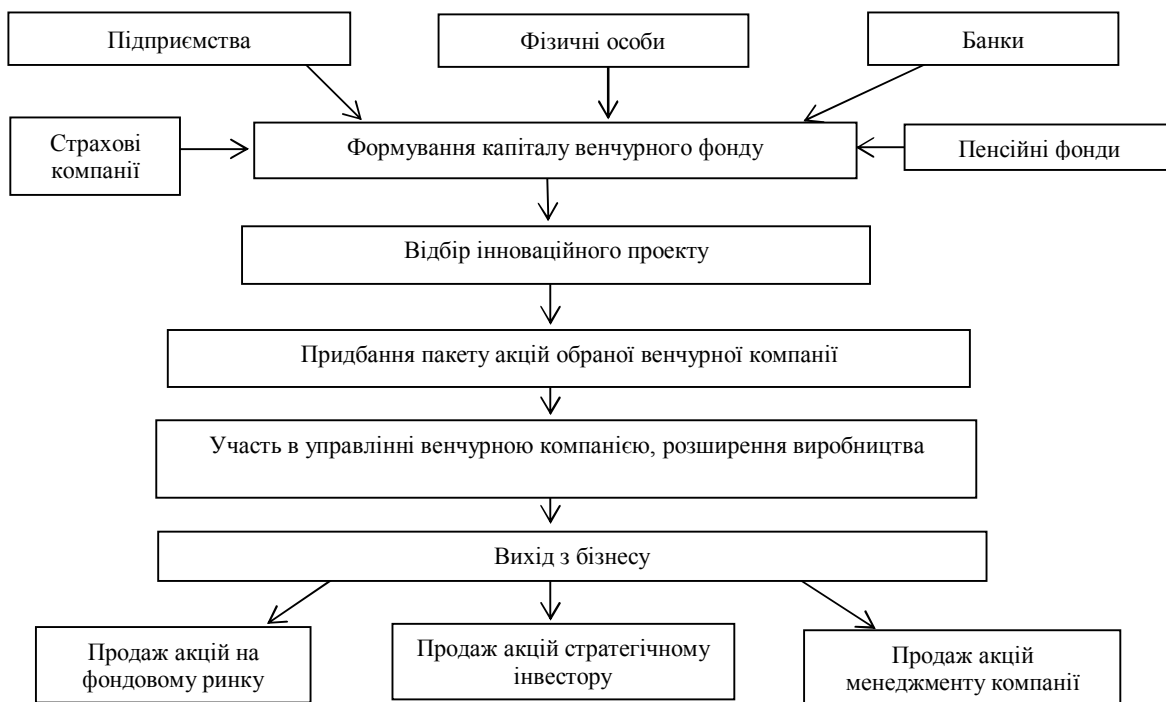 Підприємства
Фізичні особи
Банки
Страхові
компанії
Формування капіталу венчурного фонду
Пенсійні фонди
Відбір інноваційного проекту
Придбання пакету акцій обраної венчурної компанії
Участь в управлінні венчурною компанією, розширення виробництва
Вихід з бізнесу
Продаж акцій на
фондовому ринку
Продаж акцій стратегічному
інвестору
Продаж акцій
менеджменту компанії